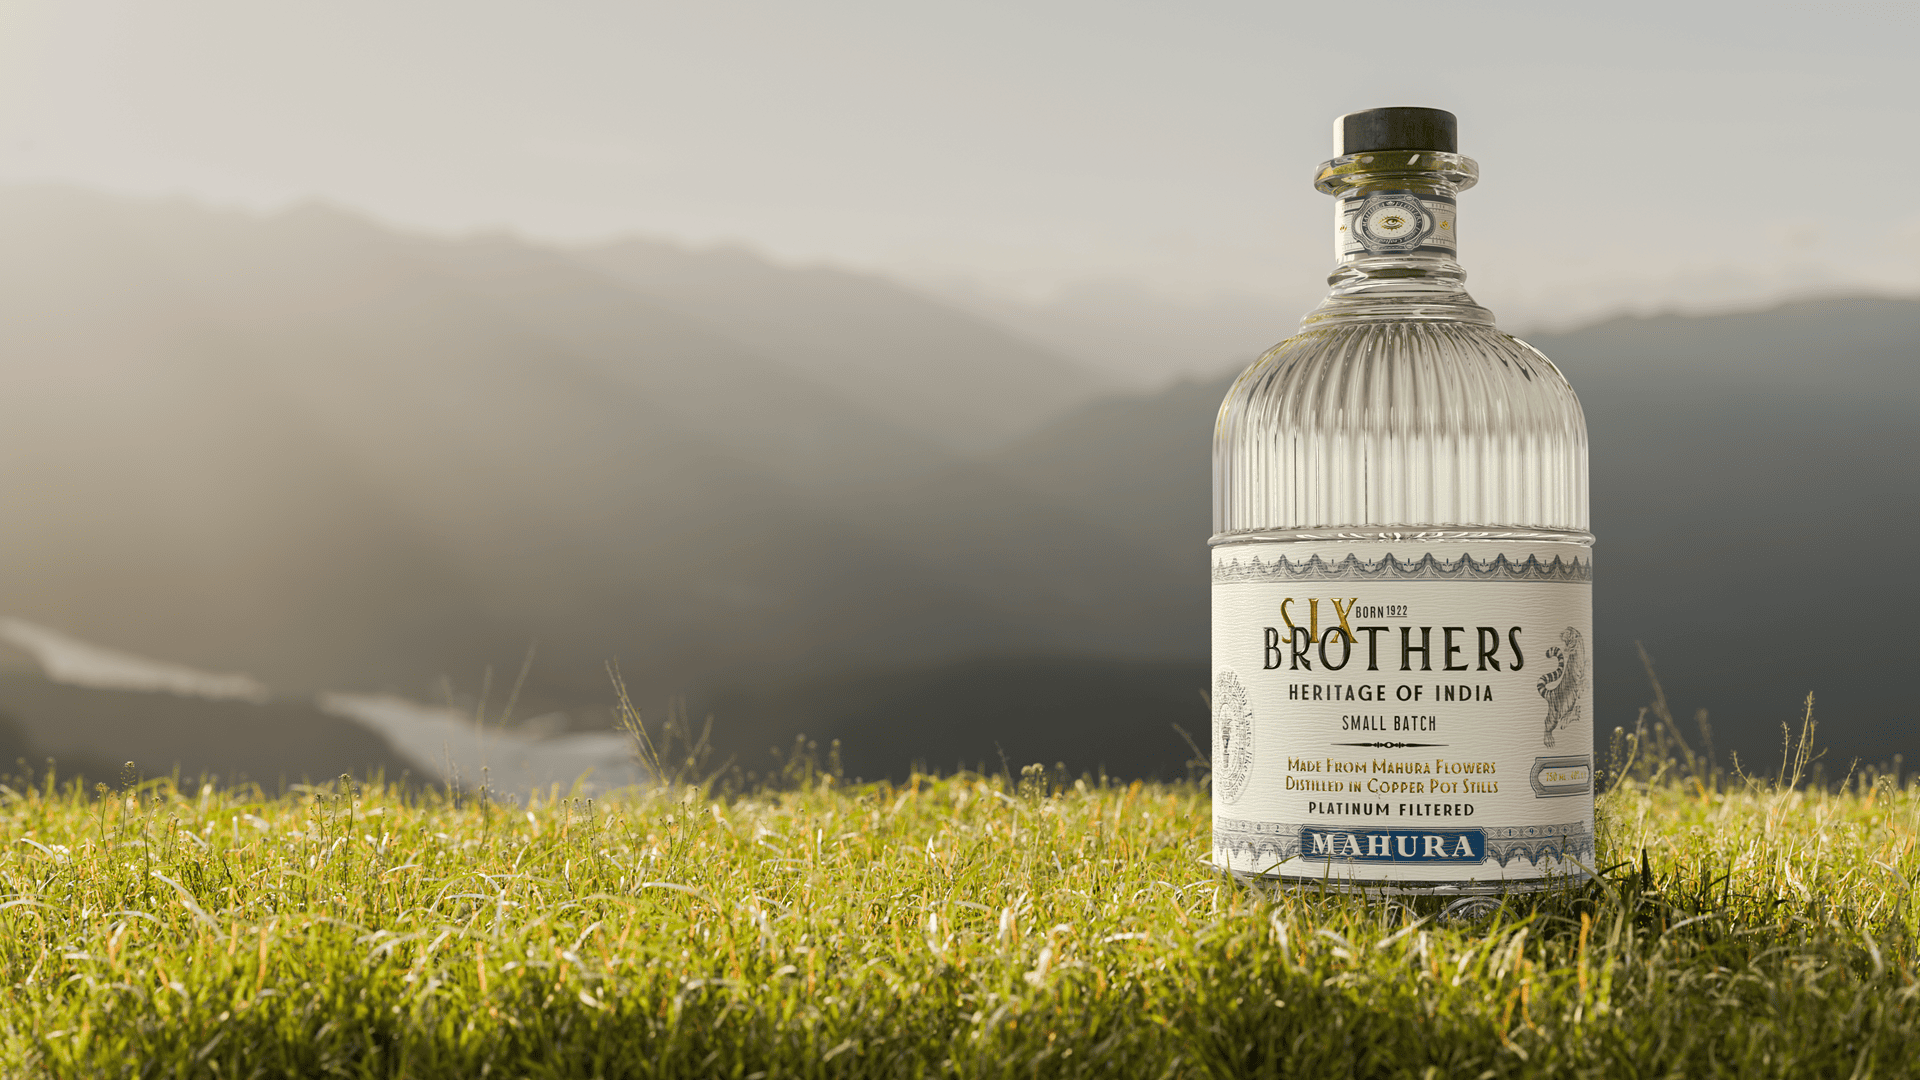 SIX BORN 1922
BROTHERS
HERITAGE OF INDIA
SMALL BATCH
MADE FROM MAHURA FLOWERS
DISTILLED IN COPPER POT STILLS
PLATINUM FILTERED
MAHURA